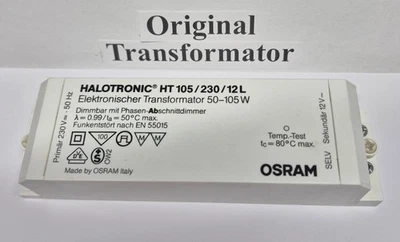 Original
Transformator
HALOTRONIC® HT 105/230/12 L
Elektronischer Transformator 50–105 W
Dimmbar mit Phasen-Abschnittdimmer
λ = 0.99/ta = 50°C max.
Funkentstört nach EN 55015
Primär 230 V~ 50 Hz
100
M M
OVE
Made by OSRAM Italy
Temp.-Test
tc = 80°C max.
OSRAM
SELV Sekundär 12 V~